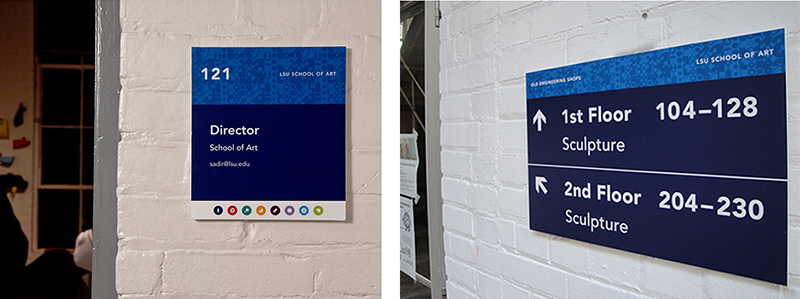 121 LSU SCHOOL OF ART
Director
School of Art
sadir@lsu.edu
OLD ENGINEERING SHOPS LSU SCHOOL OF ART
1st Floor 104–128
Sculpture
2nd Floor 204–230
Sculpture